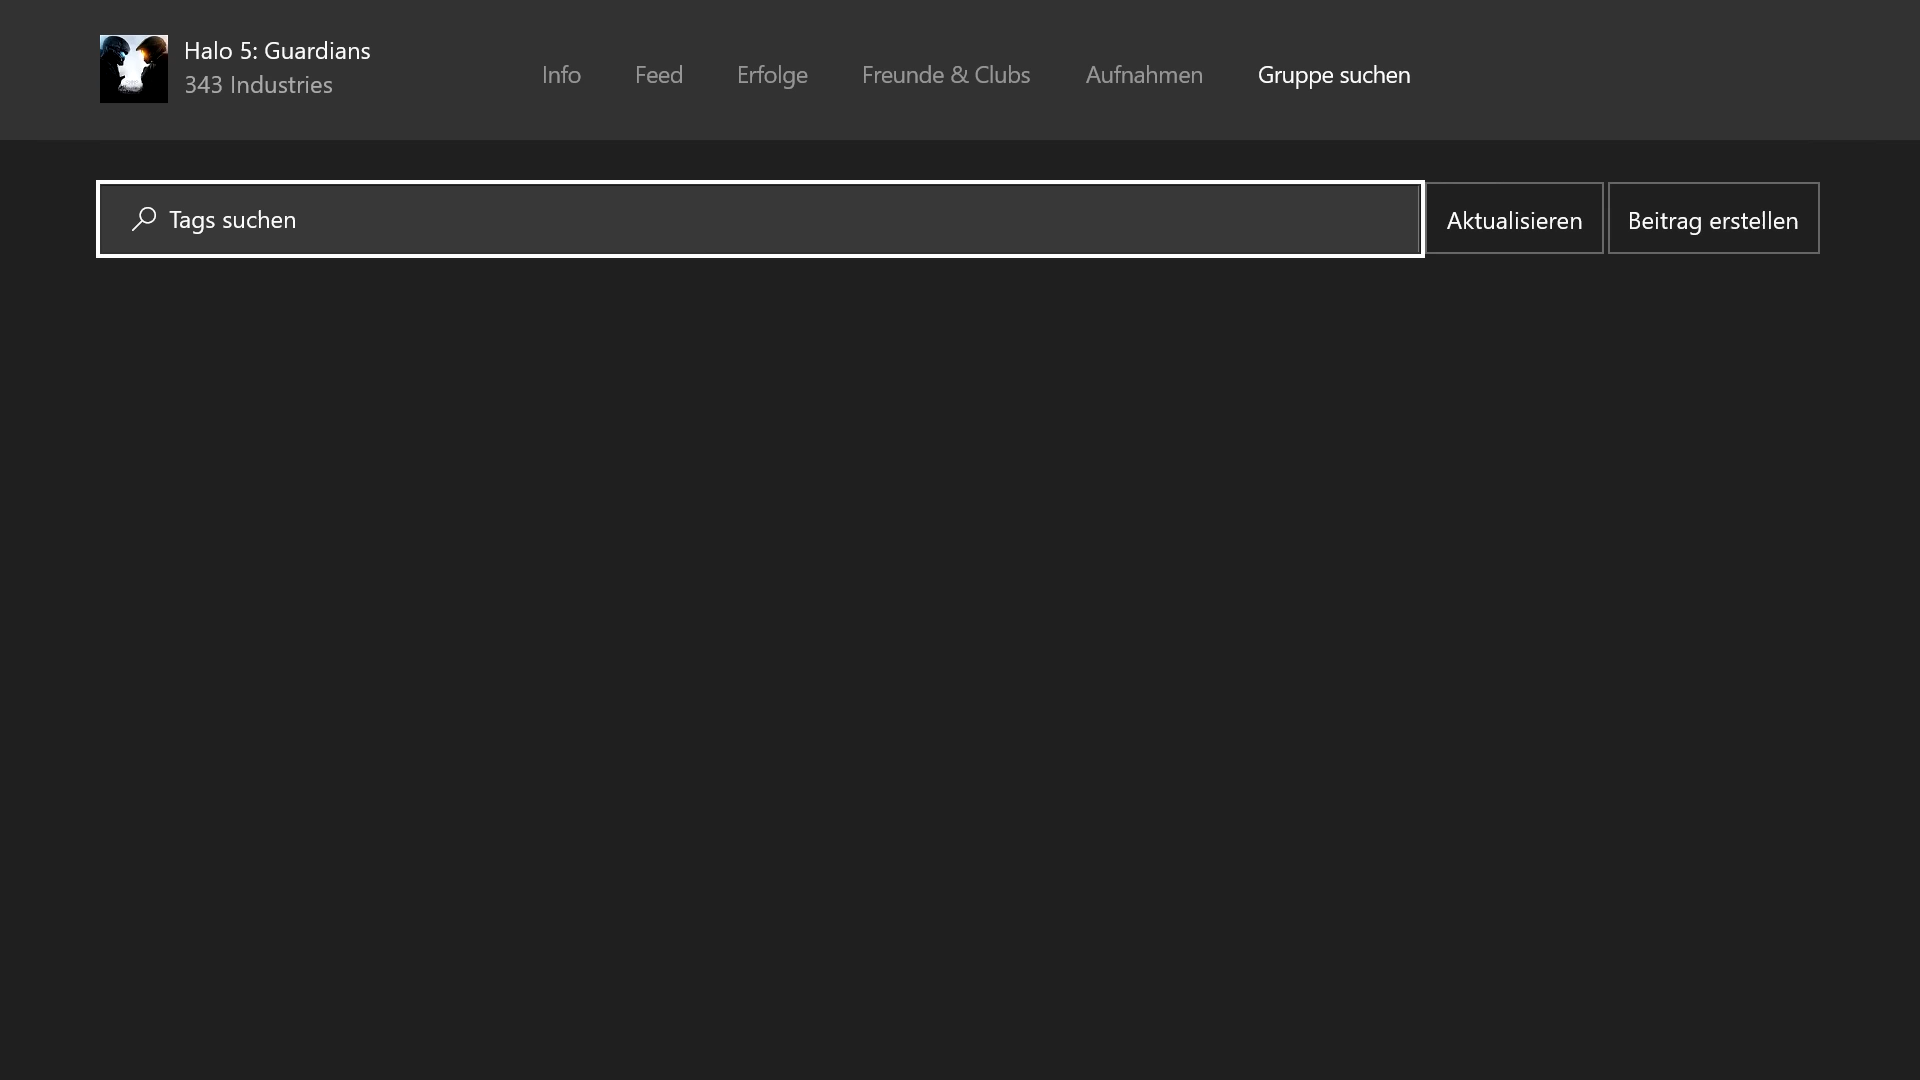 Halo 5: Guardians
343 Industries
Info
Feed
Erfolge
Freunde & Clubs
Aufnahmen
Gruppe suchen
Tags suchen
Aktualisieren
Beitrag erstellen